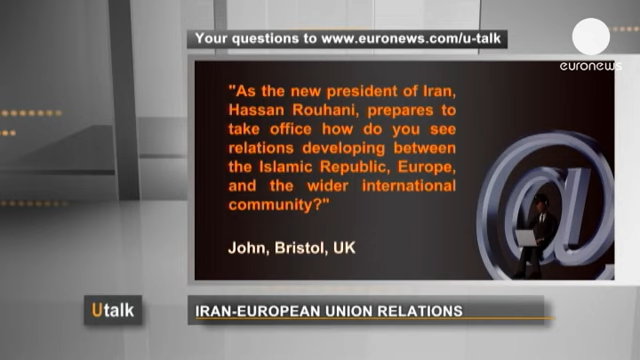 Your questions to www.euronews.com/u-talk
euronews
"As the new president of Iran,
Hassan Rouhani, prepares to
take office how do you see
relations developing between
the Islamic Republic, Europe,
and the wider international
community?"
@
John, Bristol, UK
Utalk
IRAN-EUROPEAN UNION RELATIONS